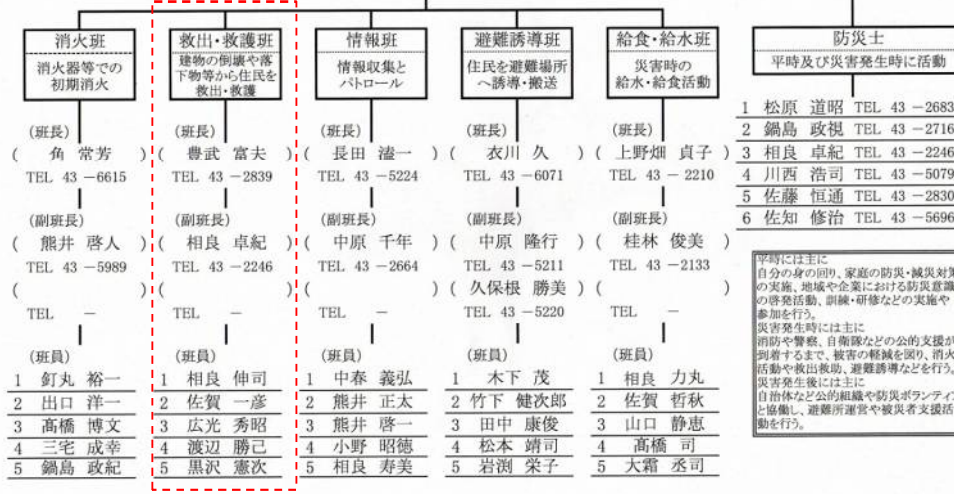 消火班
消火器等での
初期消火
(班長)
( 角 常芳 )
TEL 43 −6615
(副班長)
( 熊井 啓人 )
TEL 43 −5989
( )
TEL −
(班員)
1 釘丸 裕一
2 出口 洋一
3 髙橋 博文
4 三宅 成幸
5 鍋島 政紀
救出・救護班
建物の倒壊や落
下物等から住民を
救出・救護
(班長)
( 豊武 富夫 )
TEL 43 −2839
(副班長)
( 相良 卓紀 )
TEL 43 −2246
( )
TEL −
(班員)
1 相良 伸司
2 佐賀 一彦
3 広光 秀昭
4 渡辺 勝己
5 黒沢 憲次
情報班
情報収集と
パトロール
(班長)
( 長田 濬一 )
TEL 43 −5224
(副班長)
( 中原 千年 )
TEL 43 −2664
( )
TEL −
(班員)
1 中春 義弘
2 熊井 正太
3 熊井 啓一
4 小野 昭徳
5 相良 寿美
避難誘導班
住民を避難場所
へ誘導・搬送
(班長)
( 衣川 久 )
TEL 43 −6071
(副班長)
( 中原 隆行 )
TEL 43 −5211
( 久保根 勝美 )
TEL 43 −5220
(班員)
1 木下 茂
2 竹下 健次郎
3 田中 康俊
4 松本 靖司
5 岩渕 栄子
給食・給水班
災害時の
給水・給食活動
(班長)
( 上野畑 貞子 )
TEL 43 − 2210
(副班長)
( 桂林 俊美 )
TEL 43 −2133
( )
TEL −
(班員)
1 相良 力丸
2 佐賀 哲秋
3 山口 静恵
4 髙橋 司
5 大霜 丞司
防災士
平時及び災害発生時に活動
1 松原 道昭 TEL 43 −2683
2 鍋島 政視 TEL 43 −2716
3 相良 卓紀 TEL 43 −2246
4 川西 浩司 TEL 43 −5079
5 佐藤 恒通 TEL 43 −2830
6 佐知 修治 TEL 43 −5696
平時には主に
自分の身の回り、家庭の防災・減災対策
の実施、地域や企業における防災意識
の啓発活動、訓練・研修などの実施や
参加を行う。
災害発生時には主に
消防や警察、自衛隊などの公的支援が
到着するまで、被害の軽減を図り、消火
活動や救出救助、避難誘導などを行う。
災害発生後には主に
自治体など公的組織や防災ボランティア
と協働し、避難所運営や被災者支援活
動を行う。